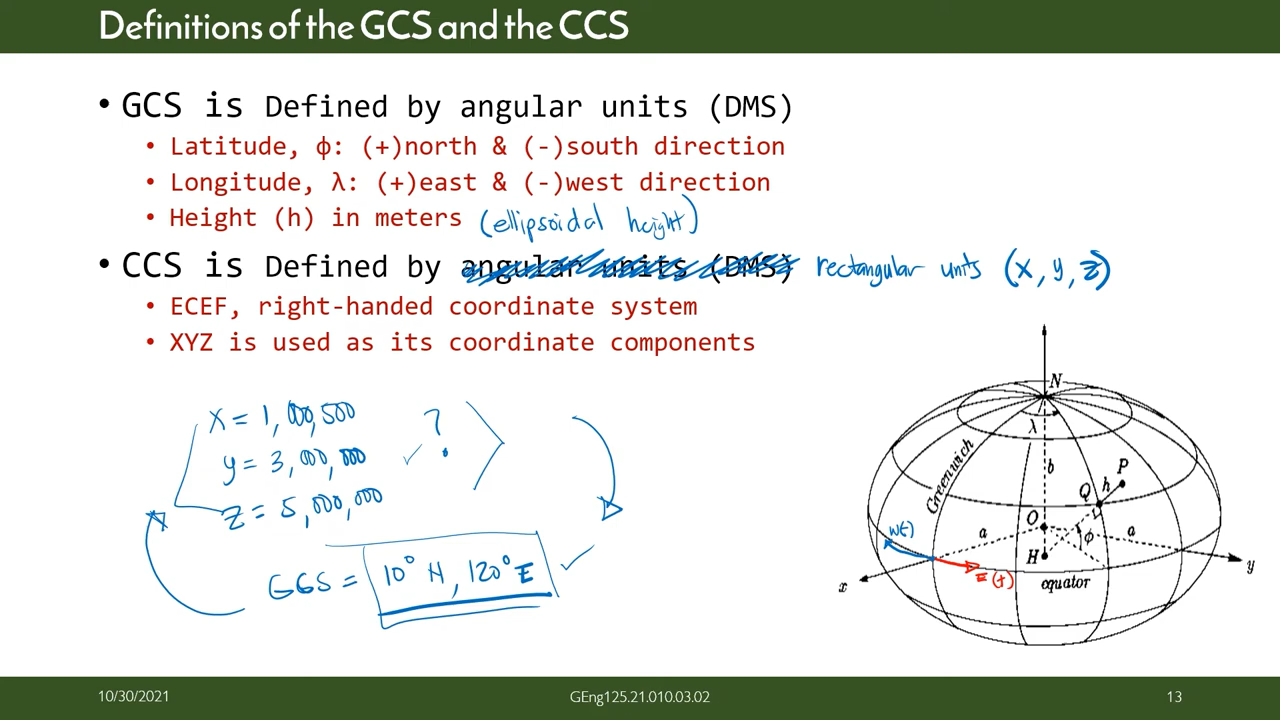 Definitions of the GCS and the CCS
• GCS is Defined by angular units (DMS)
• Latitude, ϕ: (+)north & (-)south direction
• Longitude, λ: (+)east & (-)west direction
• Height (h) in meters (ellipsoidal height)
• CCS is Defined by angular units (DMS) rectangular units (x, y, z)
• ECEF, right-handed coordinate system
• XYZ is used as its coordinate components
x = 1,000,500
y = 3,000,000 ✓ ?
z = 5,000,000
GGS = 10° N, 120° E ✓
N
λ
Greenwich
b
P
h
Q
O
a
a
ϕ
H
W(-)
E(+)
equator
x
y
10/30/2021
GEng125.21.010.03.02
13